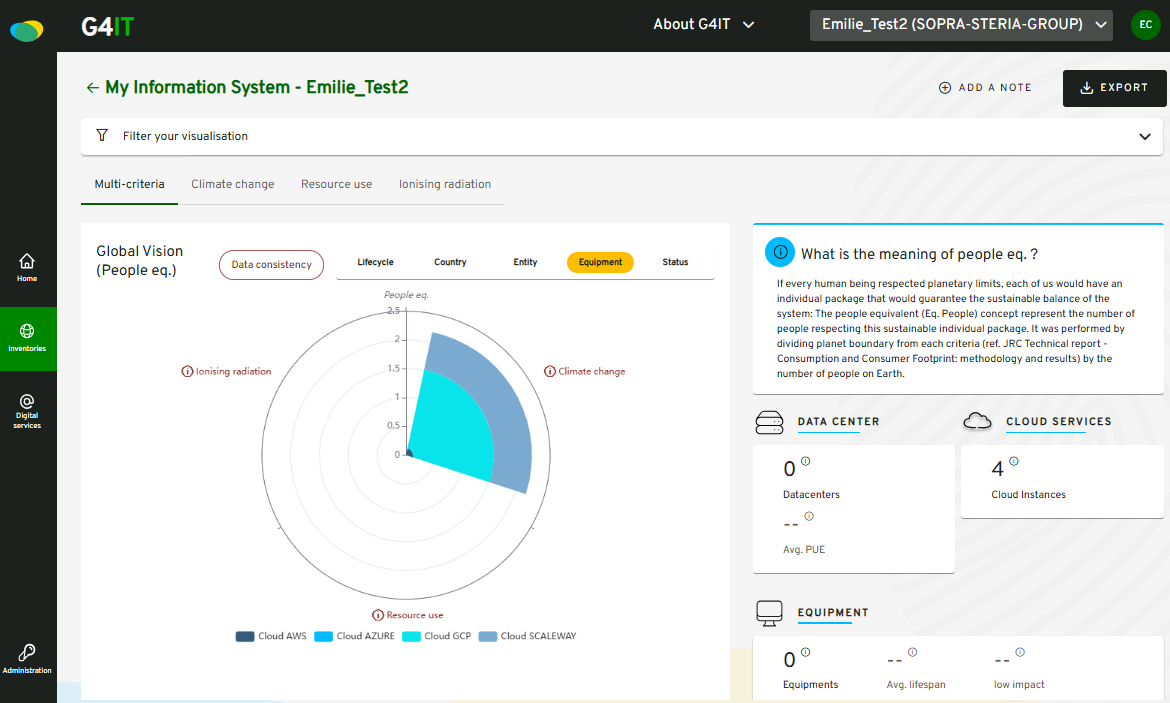 G4IT
About G4IT
Emilie_Test2 (SOPRA-STERIA-GROUP)
EC
← My Information System - Emilie_Test2
ADD A NOTE
EXPORT
Filter your visualisation
Multi-criteria
Climate change
Resource use
Ionising radiation
Home
Inventories
Digital
services
Administration
Global Vision
(People eq.)
Data consistency
Lifecycle
Country
Entity
Equipment
Status
People eq.
2.5
2
1.5
1
0.5
0
Ionising radiation
Climate change
Resource use
Cloud AWS
Cloud AZURE
Cloud GCP
Cloud SCALEWAY
What is the meaning of people eq. ?
If every human being respected planetary limits, each of us would have an
individual package that would guarantee the sustainable balance of the
system: The people equivalent (Eq. People) concept represent the number of
people respecting this sustainable individual package. It was performed by
dividing planet boundary from each criteria (ref. JRC Technical report -
Consumption and Consumer Footprint: methodology and results) by the
number of people on Earth.
DATA CENTER
0
Datacenters
--
Avg. PUE
CLOUD SERVICES
4
Cloud Instances
EQUIPMENT
0
Equipments
--
Avg. lifespan
--
low impact